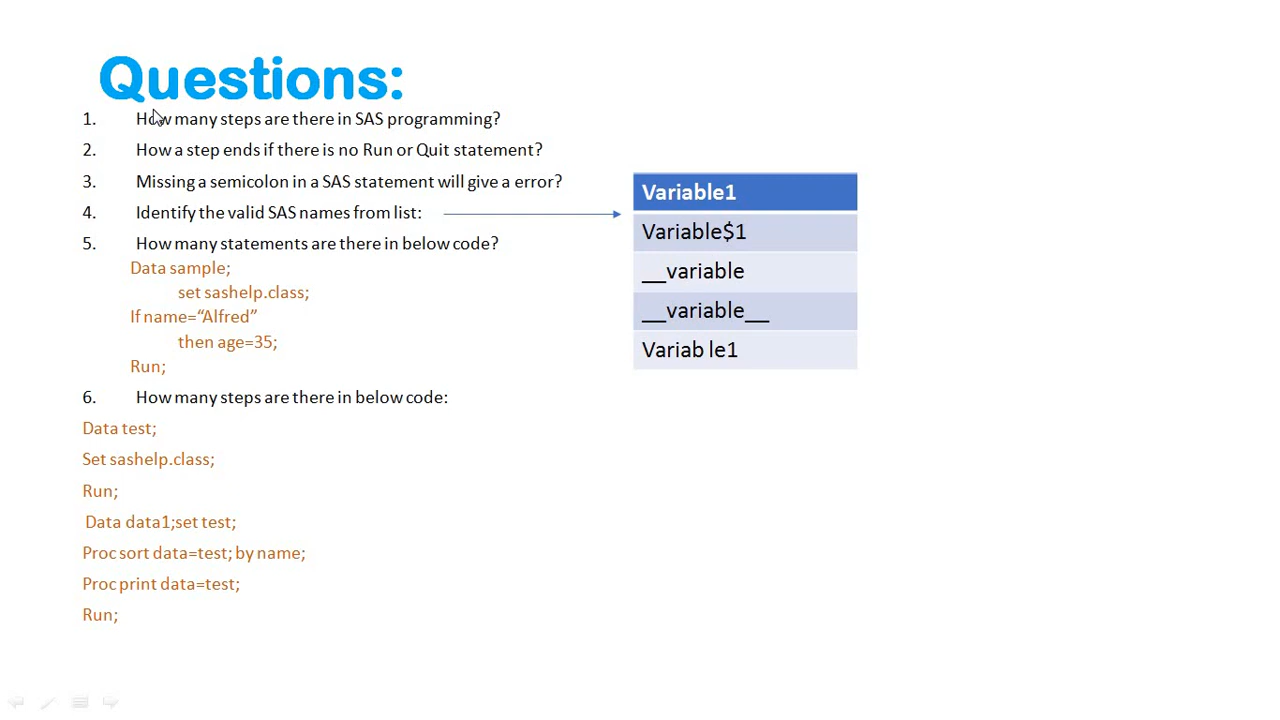 Questions:
1. How many steps are there in SAS programming?
2. How a step ends if there is no Run or Quit statement?
3. Missing a semicolon in a SAS statement will give a error?
4. Identify the valid SAS names from list:
5. How many statements are there in below code?
Data sample;
set sashelp.class;
If name=“Alfred”
then age=35;
Run;
6. How many steps are there in below code:
Data test;
Set sashelp.class;
Run;
Data data1;set test;
Proc sort data=test; by name;
Proc print data=test;
Run;
Variable1
Variable$1
__variable
__variable__
Variab le1